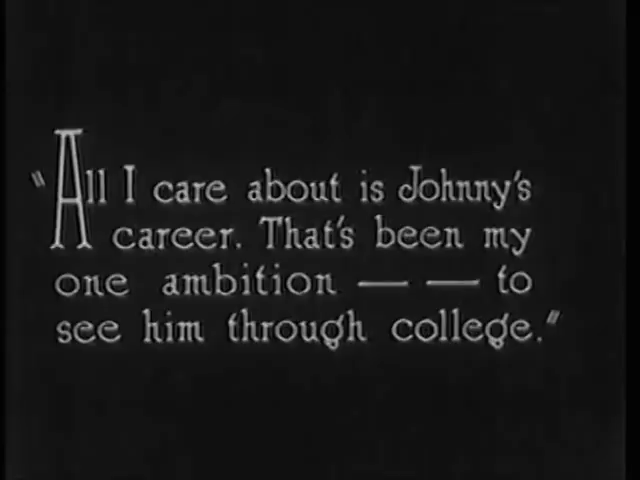 "All I care about is Johnny's
career. That's been my
one ambition — — to
see him through college."